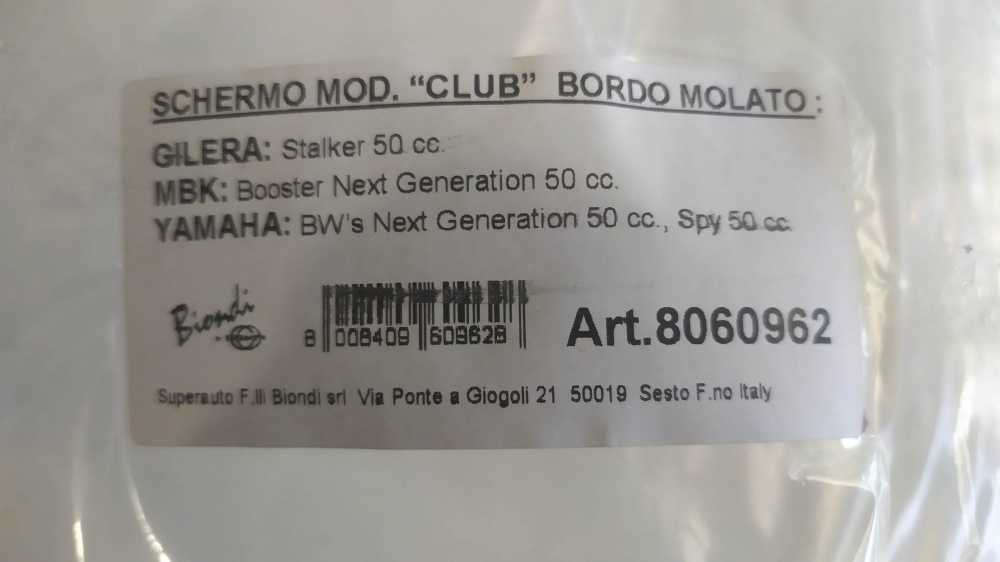 SCHERMO MOD. “CLUB” BORDO MOLATO :
GILERA: Stalker 50 cc.
MBK: Booster Next Generation 50 cc.
YAMAHA: BW's Next Generation 50 cc., Spy 50 cc.
Biondi
8 008409 609628
Art.8060962
Superauto F.lli Biondi srl Via Ponte a Giogoli 21 50019 Sesto F.no Italy